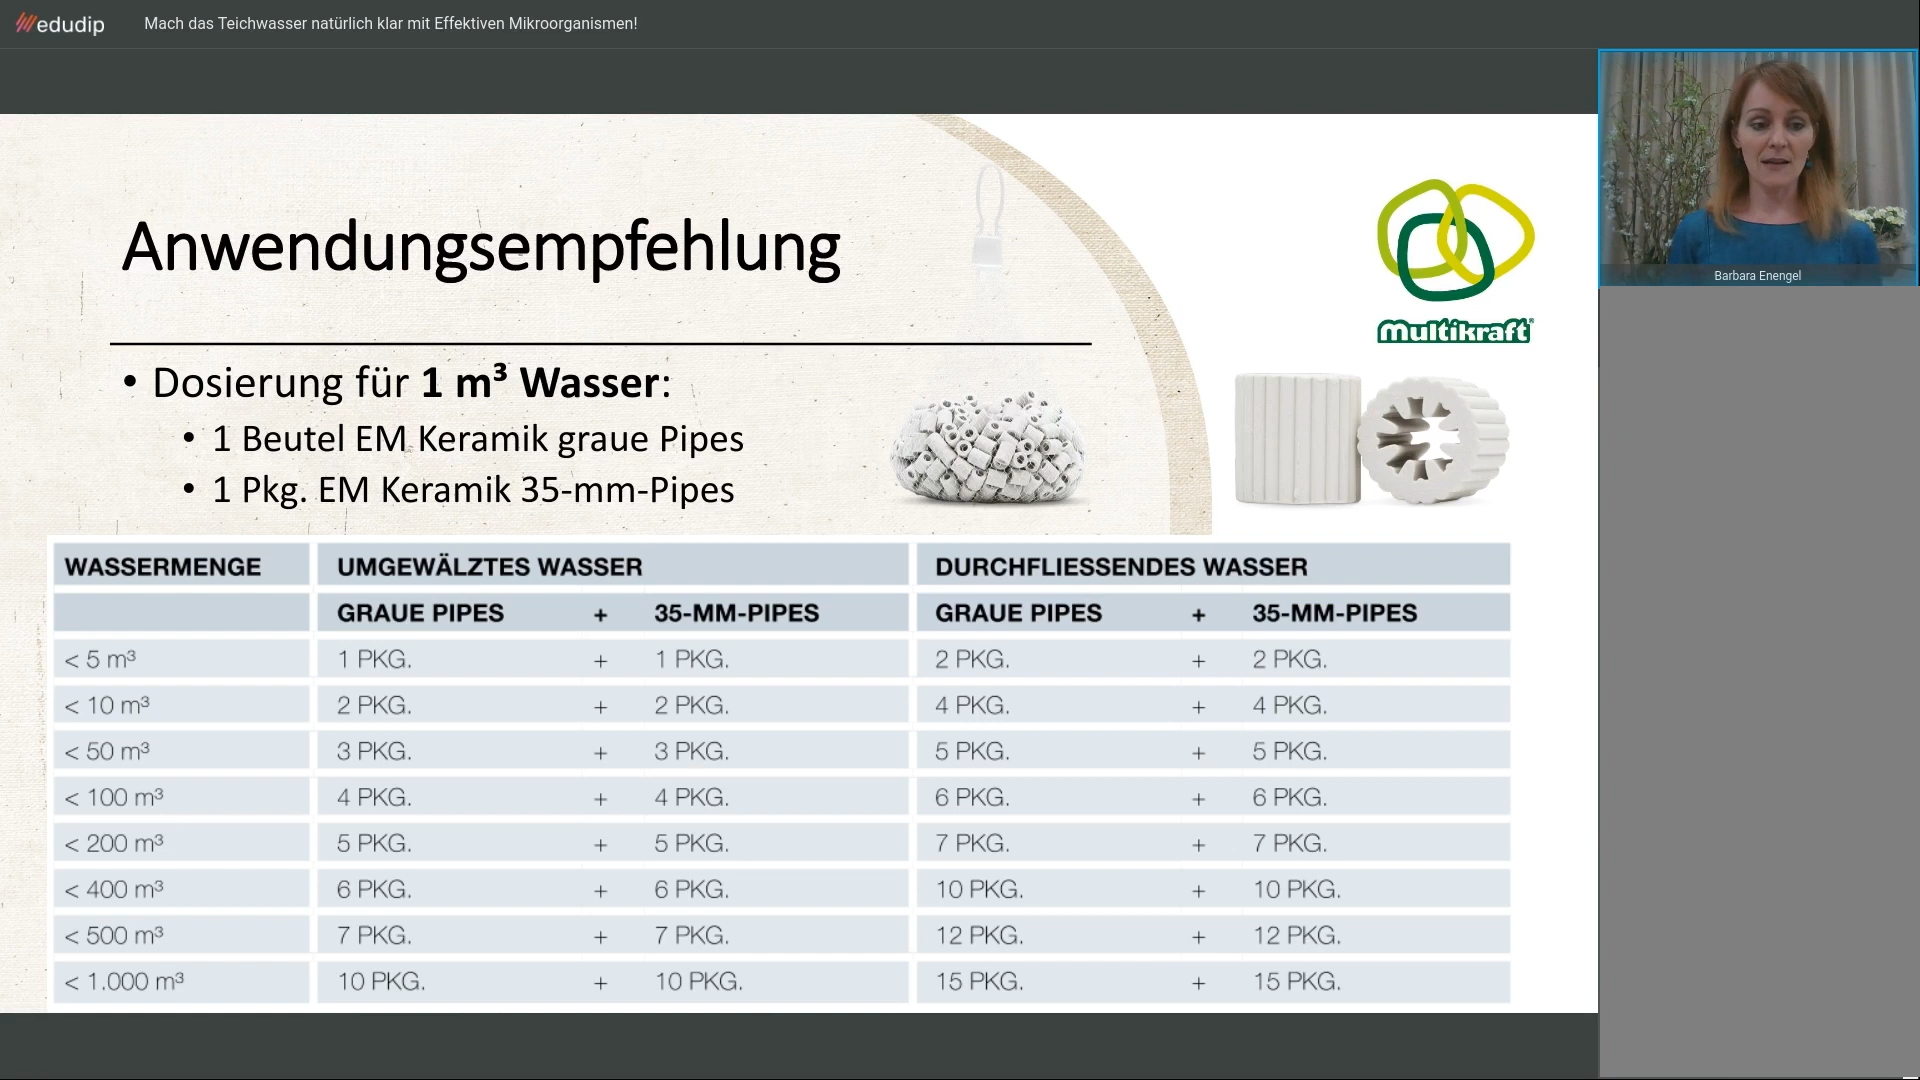 edudip
Mach das Teichwasser natürlich klar mit Effektiven Mikroorganismen!
Barbara Enengel
Anwendungsempfehlung
multikraft®
• Dosierung für 1 m³ Wasser:
• 1 Beutel EM Keramik graue Pipes
• 1 Pkg. EM Keramik 35-mm-Pipes
WASSERMENGE UMGEWÄLZTES WASSER DURCHFLIESSENDES WASSER
GRAUE PIPES + 35-MM-PIPES GRAUE PIPES + 35-MM-PIPES
< 5 m³ 1 PKG. + 1 PKG. 2 PKG. + 2 PKG.
< 10 m³ 2 PKG. + 2 PKG. 4 PKG. + 4 PKG.
< 50 m³ 3 PKG. + 3 PKG. 5 PKG. + 5 PKG.
< 100 m³ 4 PKG. + 4 PKG. 6 PKG. + 6 PKG.
< 200 m³ 5 PKG. + 5 PKG. 7 PKG. + 7 PKG.
< 400 m³ 6 PKG. + 6 PKG. 10 PKG. + 10 PKG.
< 500 m³ 7 PKG. + 7 PKG. 12 PKG. + 12 PKG.
< 1.000 m³ 10 PKG. + 10 PKG. 15 PKG. + 15 PKG.